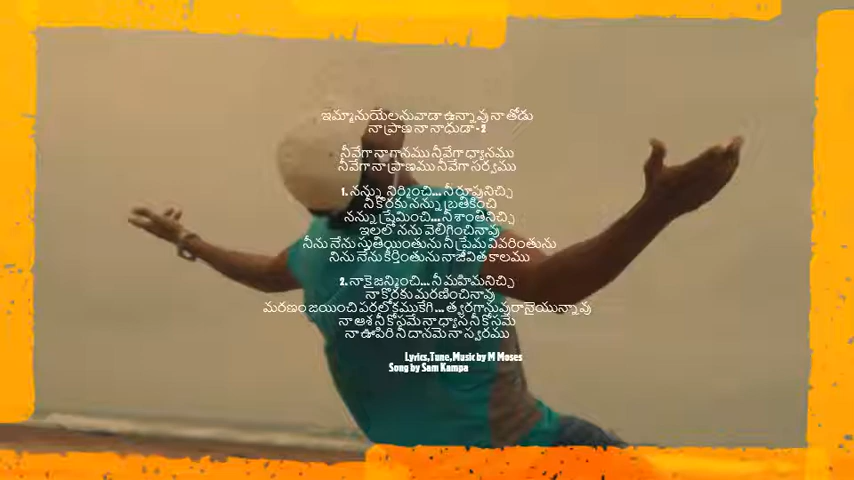 ఇమ్మానుయేలనువాడా ఉన్నావు నా తోడు
నా ప్రాణ నా నాధుడా - 2
నీవేగా నా గానము నీవేగా ధ్యానము
నీవేగా నా ప్రాణము నీవేగా సర్వము
1. నన్ను నిర్మించి... నీ రూపునిచ్చి
నీ కొరకు నన్ను బ్రతికించి
నన్ను ప్రేమించి... నీ శాంతినిచ్చి
ఇలలో నను వెలిగించినావు
నీను నేను స్తుతియింతును నీ ప్రేమ వివరింతును
నిను నేను కీర్తింతును నాజీవిత కాలము
2. నాకై జన్మించి... నీ మహిమనిచ్చి
నా కొరకు మరణించినావు
మరణం జయించి పరలోకముకేగి... త్వరగానువురానైయున్నావు
నా ఆశ నీకోసమే నా ధ్యాస నీకోసమే
నా ఊపిరి నీదానమె నా స్వరము
Lyrics,Tune,Music by M Moses
Song by Sam Kampa